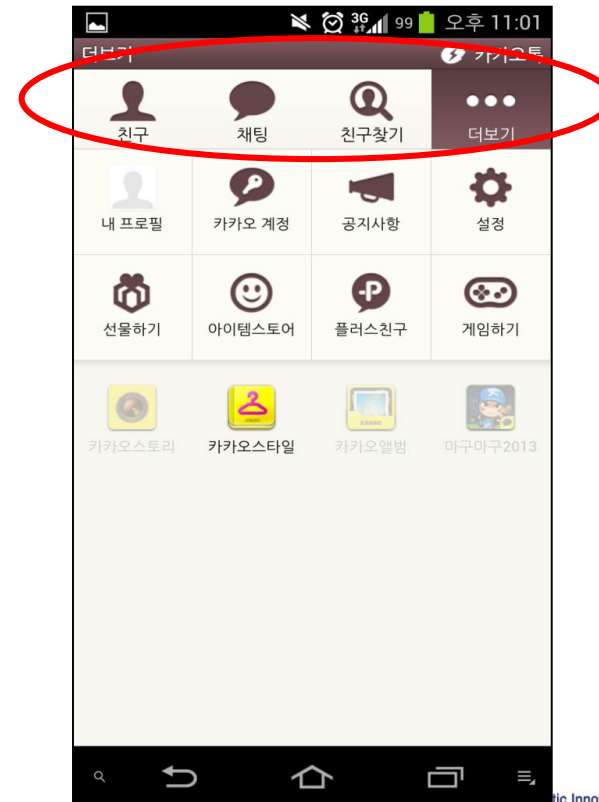 3G 99 오후 11:01
더보기 카카오톡
친구 채팅 친구찾기 더보기
내 프로필 카카오 계정 공지사항 설정
선물하기 아이템스토어 플러스친구 게임하기
카카오스토리 카카오스타일 카카오앨범 마구마구2013